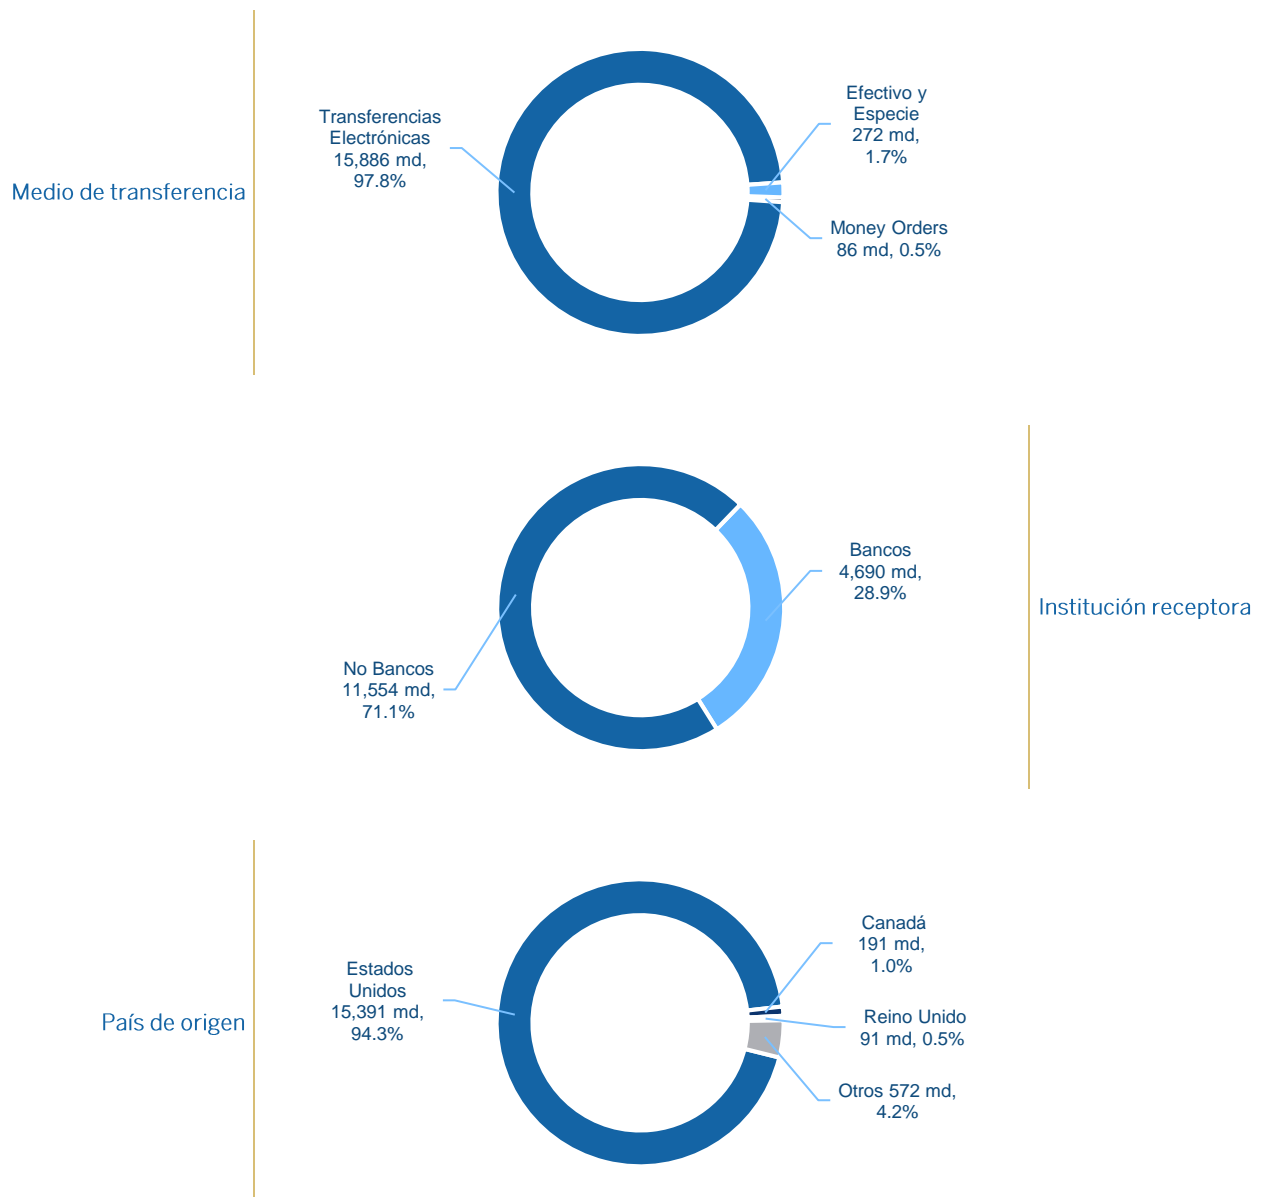 Medio de transferencia
Transferencias
Electrónicas
15,886 md,
97.8%
Efectivo y
Especie
272 md,
1.7%
Money Orders
86 md, 0.5%
Bancos
4,690 md,
28.9%
No Bancos
11,554 md,
71.1%
Institución receptora
País de origen
Estados
Unidos
15,391 md,
94.3%
Canadá
191 md,
1.0%
Reino Unido
91 md, 0.5%
Otros 572 md,
4.2%